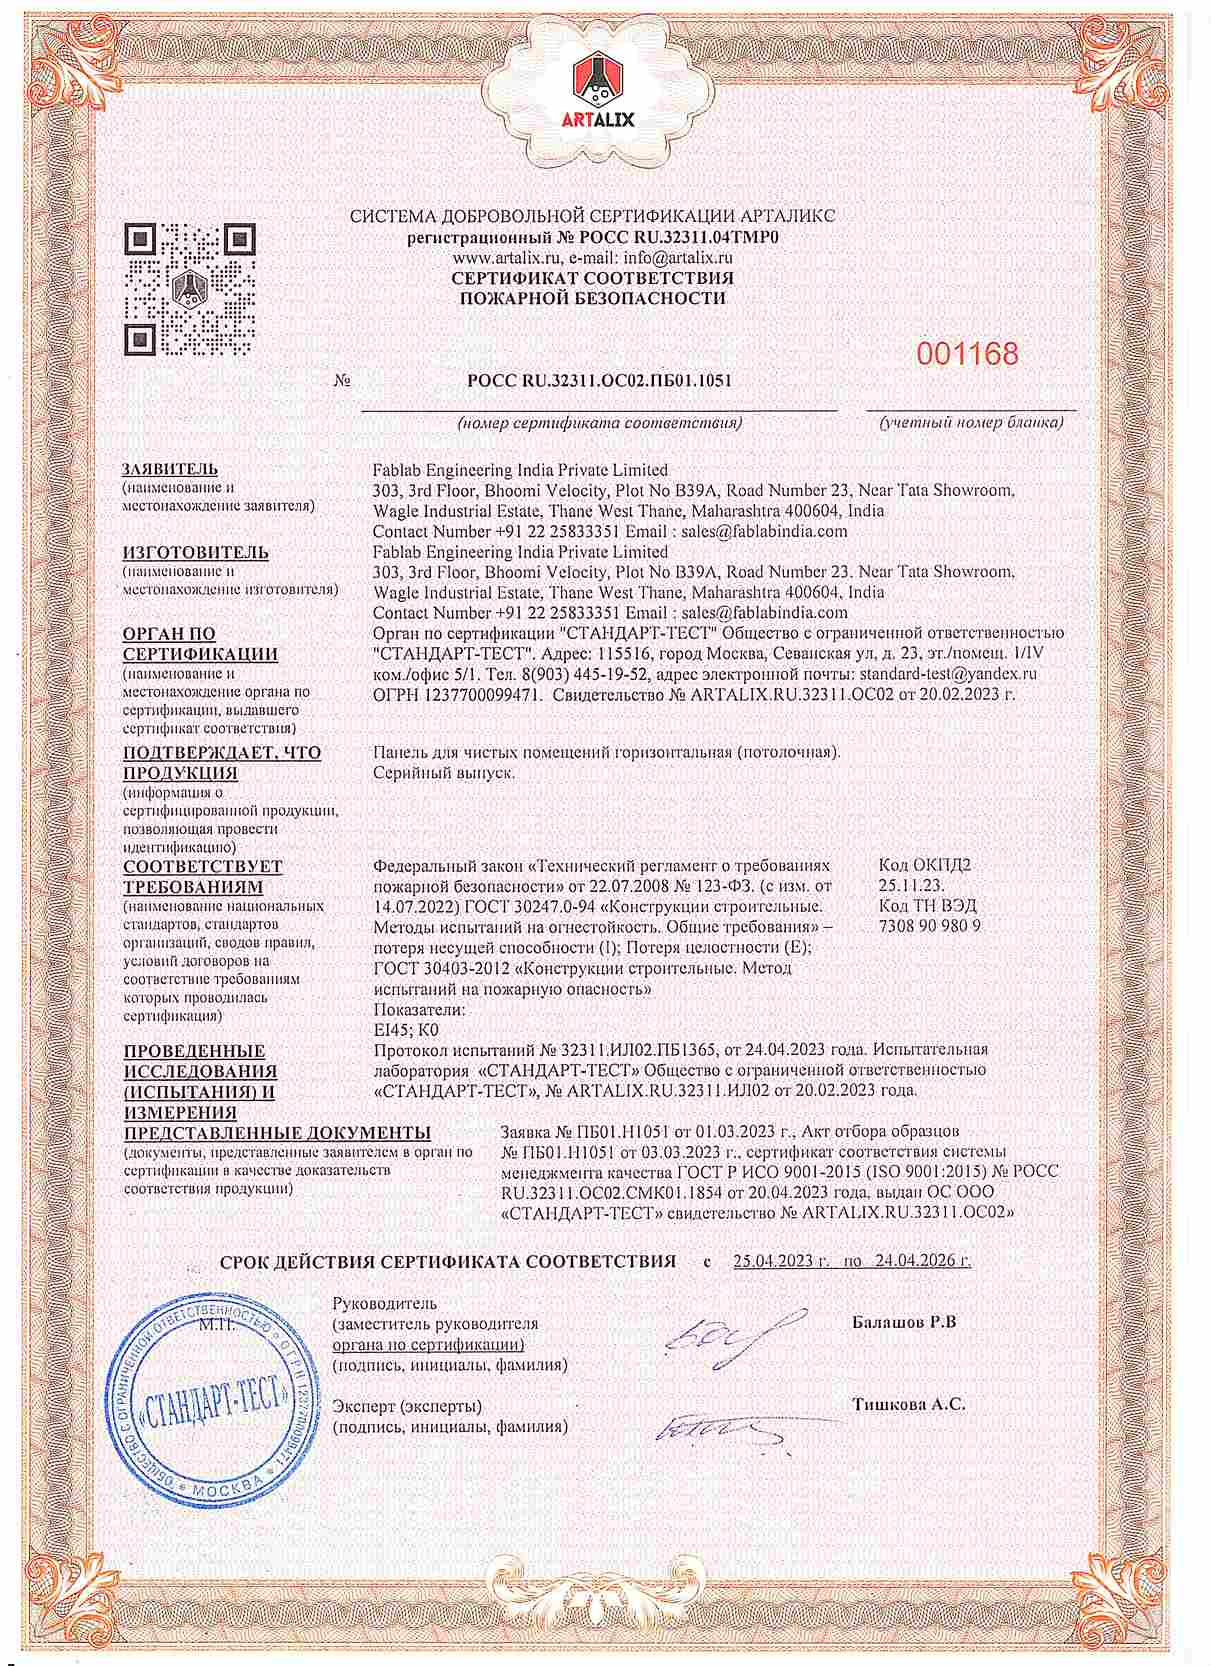 ARTALIX
СИСТЕМА ДОБРОВОЛЬНОЙ СЕРТИФИКАЦИИ АРТАЛИКС
регистрационный № РОСС RU.32311.04ТМР0
www.artalix.ru, e-mail: info@artalix.ru
СЕРТИФИКАТ СООТВЕТСТВИЯ
ПОЖАРНОЙ БЕЗОПАСНОСТИ
001168
№ РОСС RU.32311.ОС02.ПБ01.1051
(номер сертификата соответствия) (учетный номер бланка)
ЗАЯВИТЕЛЬ
(наименование и
местонахождение заявителя)
Fablab Engineering India Private Limited
303, 3rd Floor, Bhoomi Velocity, Plot No B39A, Road Number 23, Near Tata Showroom,
Wagle Industrial Estate, Thane West Thane, Maharashtra 400604, India
Contact Number +91 22 25833351 Email : sales@fablabindia.com
ИЗГОТОВИТЕЛЬ
(наименование и
местонахождение изготовителя)
Fablab Engineering India Private Limited
303, 3rd Floor, Bhoomi Velocity, Plot No B39A, Road Number 23. Near Tata Showroom,
Wagle Industrial Estate, Thane West Thane, Maharashtra 400604, India
Contact Number +91 22 25833351 Email : sales@fablabindia.com
ОРГАН ПО
СЕРТИФИКАЦИИ
(наименование и
местонахождение органа по
сертификации, выдавшего
сертификат соответствия)
Орган по сертификации "СТАНДАРТ-ТЕСТ" Общество с ограниченной ответственностью
"СТАНДАРТ-ТЕСТ". Адрес: 115516, город Москва, Севанская ул, д. 23, эт./помещ. 1/IV
ком./офис 5/1. Тел. 8(903) 445-19-52, адрес электронной почты: standard-test@yandex.ru
ОГРН 1237700099471. Свидетельство № ARTALIX.RU.32311.ОС02 от 20.02.2023 г.
ПОДТВЕРЖДАЕТ, ЧТО
ПРОДУКЦИЯ
(информация о
сертифицированной продукции,
позволяющая провести
идентификацию)
Панель для чистых помещений горизонтальная (потолочная).
Серийный выпуск.
СООТВЕТСТВУЕТ
ТРЕБОВАНИЯМ
(наименование национальных
стандартов, стандартов
организаций, сводов правил,
условий договоров на
соответствие требованиям
которых проводилась
сертификация)
Федеральный закон «Технический регламент о требованиях
пожарной безопасности» от 22.07.2008 № 123-ФЗ. (с изм. от
14.07.2022) ГОСТ 30247.0-94 «Конструкции строительные.
Методы испытаний на огнестойкость. Общие требования» –
потеря несущей способности (I); Потеря целостности (E);
ГОСТ 30403-2012 «Конструкции строительные. Метод
испытаний на пожарную опасность»
Показатели:
EI45; К0
Код ОКПД2
25.11.23.
Код ТН ВЭД
7308 90 980 9
ПРОВЕДЕННЫЕ
ИССЛЕДОВАНИЯ
(ИСПЫТАНИЯ) И
ИЗМЕРЕНИЯ
Протокол испытаний № 32311.ИЛ02.ПБ1365, от 24.04.2023 года. Испытательная
лаборатория «СТАНДАРТ-ТЕСТ» Общество с ограниченной ответственностью
«СТАНДАРТ-ТЕСТ», № ARTALIX.RU.32311.ИЛ02 от 20.02.2023 года.
ПРЕДСТАВЛЕННЫЕ ДОКУМЕНТЫ
(документы, представленные заявителем в орган по
сертификации в качестве доказательств
соответствия продукции)
Заявка № ПБ01.Н1051 от 01.03.2023 г., Акт отбора образцов
№ ПБ01.Н1051 от 03.03.2023 г., сертификат соответствия системы
менеджмента качества ГОСТ Р ИСО 9001-2015 (ISO 9001:2015) № РОСС
RU.32311.ОС02.СМК01.1854 от 20.04.2023 года, выдан ОС ООО
«СТАНДАРТ-ТЕСТ» свидетельство № ARTALIX.RU.32311.ОС02»
СРОК ДЕЙСТВИЯ СЕРТИФИКАТА СООТВЕТСТВИЯ с 25.04.2023 г. по 24.04.2026 г.
М.П.
ОБЩЕСТВО С ОГРАНИЧЕННОЙ ОТВЕТСТВЕННОСТЬЮ * ОГРН 1237700099471
«СТАНДАРТ-ТЕСТ»
* МОСКВА *
Руководитель
(заместитель руководителя
органа по сертификации)
(подпись, инициалы, фамилия)
Балашов Р.В
Эксперт (эксперты)
(подпись, инициалы, фамилия)
Тишкова А.С.